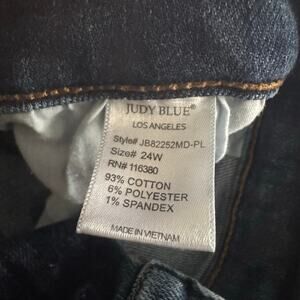 JUDY BLUE®
LOS ANGELES
Style# JB82252MD-PL
Size# 24W
RN# 116380
93% COTTON
6% POLYESTER
1% SPANDEX
MADE IN VIETNAM